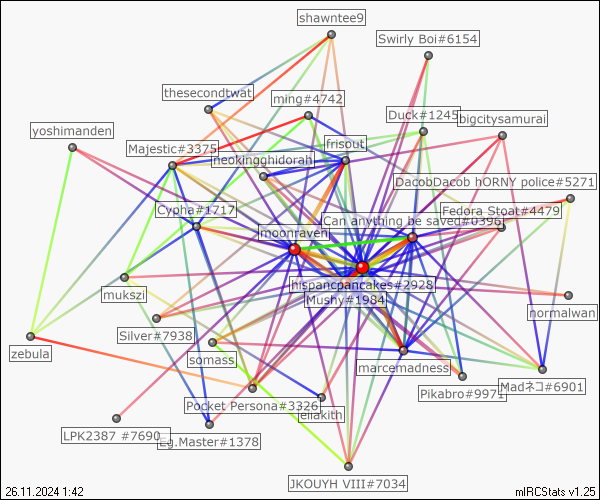 shawntee9
Swirly Boi#6154
thesecondtwat
ming#4742
Duck#1245
bigcitysamurai
yoshimanden
Majestic#3375
frisout
neokingghidorah
DacobDacob hORNY police#5271
Cypha#1717
Can anything be saved#0396
Fedora Stoat#4479
moonraven
hispancpancakes#2928
mukszi
Mushy#1984
normalwan
Silver#7938
zebula
somass
marcemadness
Pocket Persona#3326
eliakith
Pikabro#9971
Madネコ#6901
LPK2387 #7690
Eg.Master#1378
JKOUYH VIII#7034
26.11.2024 1:42
mIRCStats v1.25